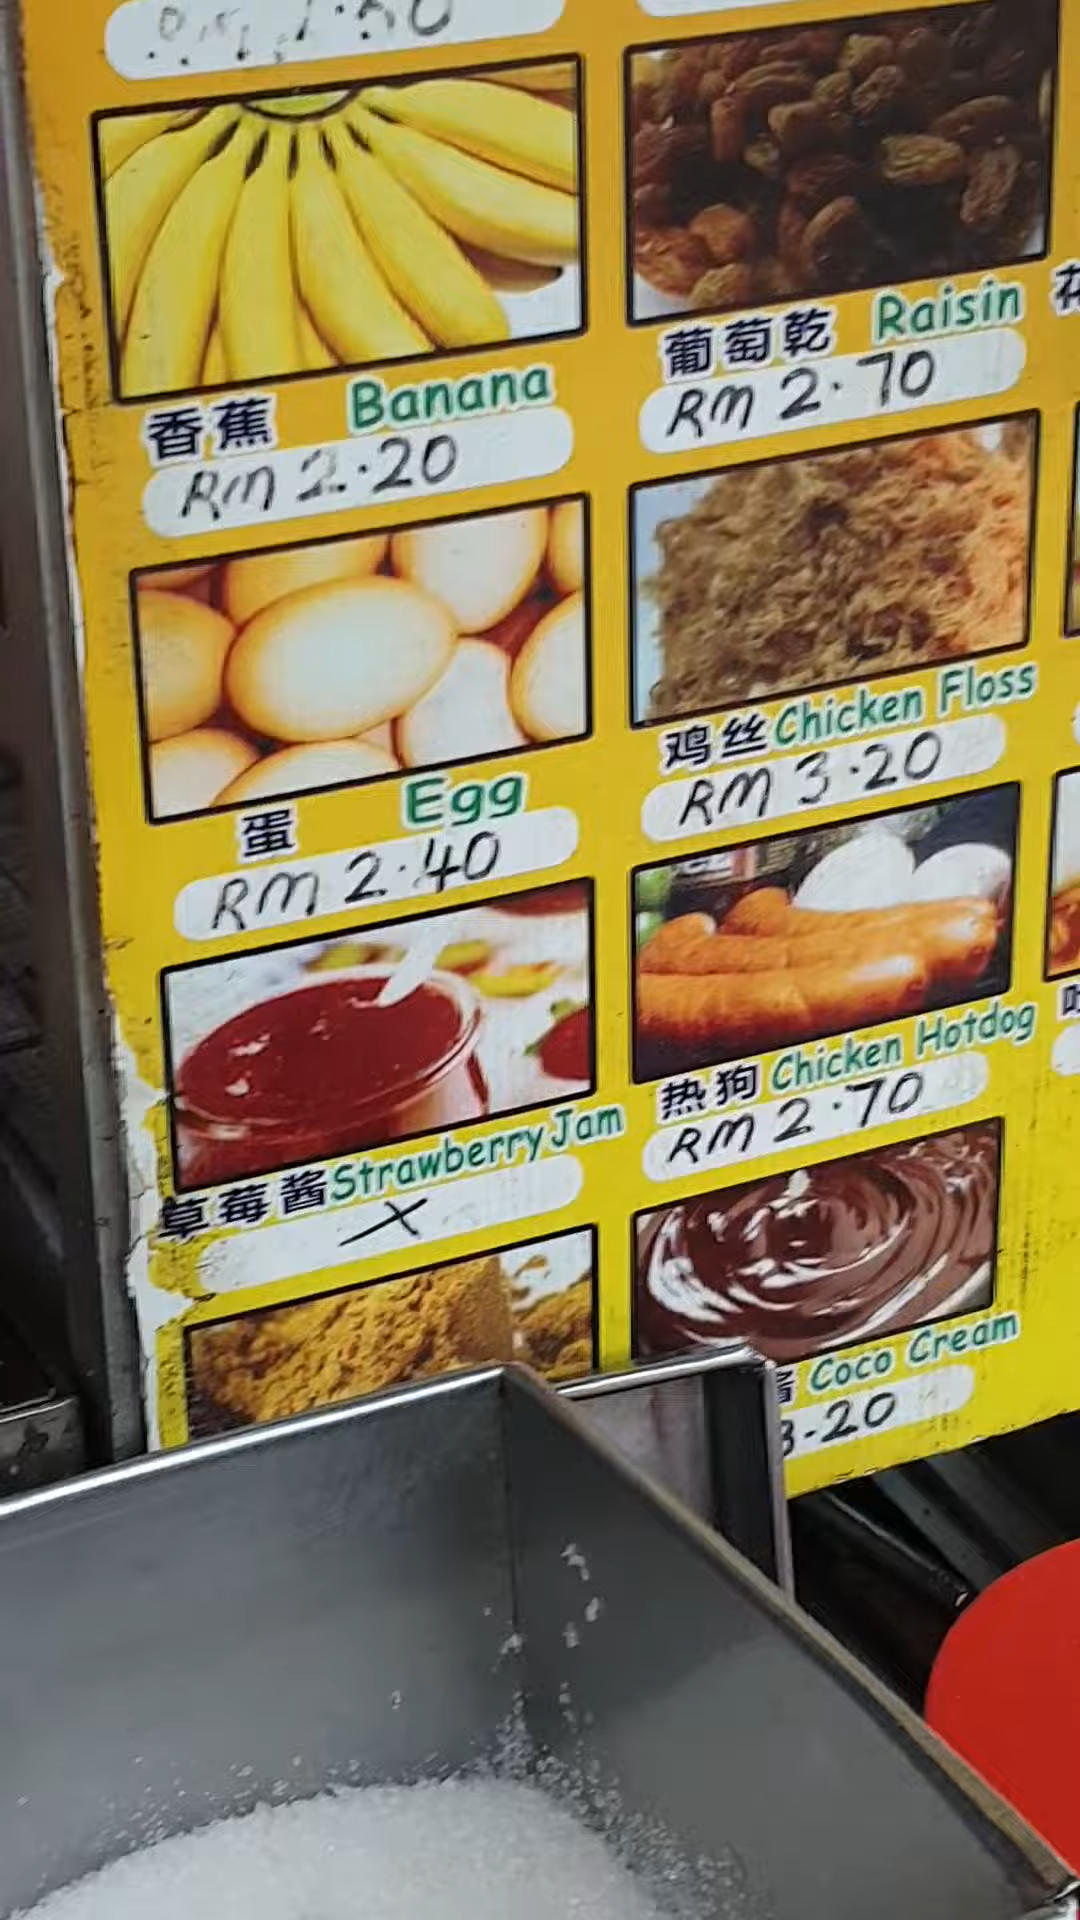 香蕉 Banana
RM 2.20
葡萄乾 Raisin
RM 2.70
蛋 Egg
RM 2.40
鸡丝 Chicken Floss
RM 3.20
草莓酱 Strawberry Jam
X
热狗 Chicken Hotdog
RM 2.70
Coco Cream
3.20